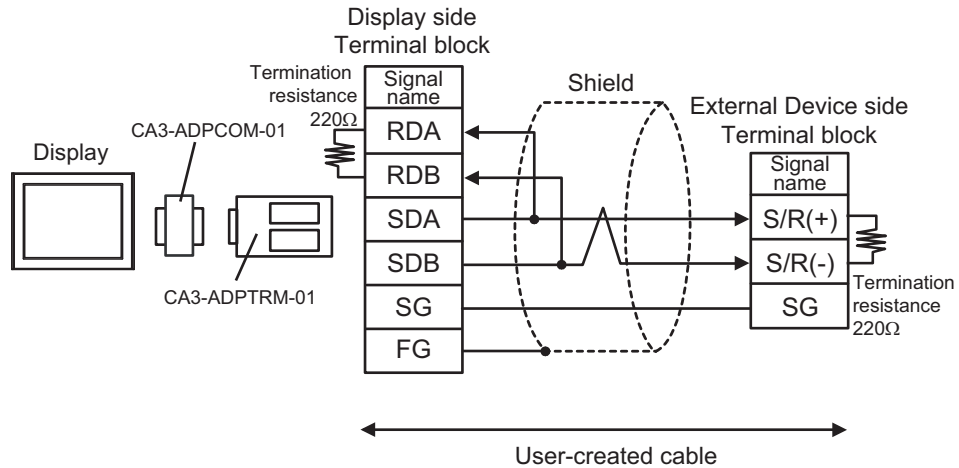 Display side
Terminal block
Termination
resistance
220Ω
CA3-ADPCOM-01
Display
CA3-ADPTRM-01
Signal
name
RDA
RDB
SDA
SDB
SG
FG
Shield
External Device side
Terminal block
Signal
name
S/R(+)
S/R(-)
SG
Termination
resistance
220Ω
User-created cable